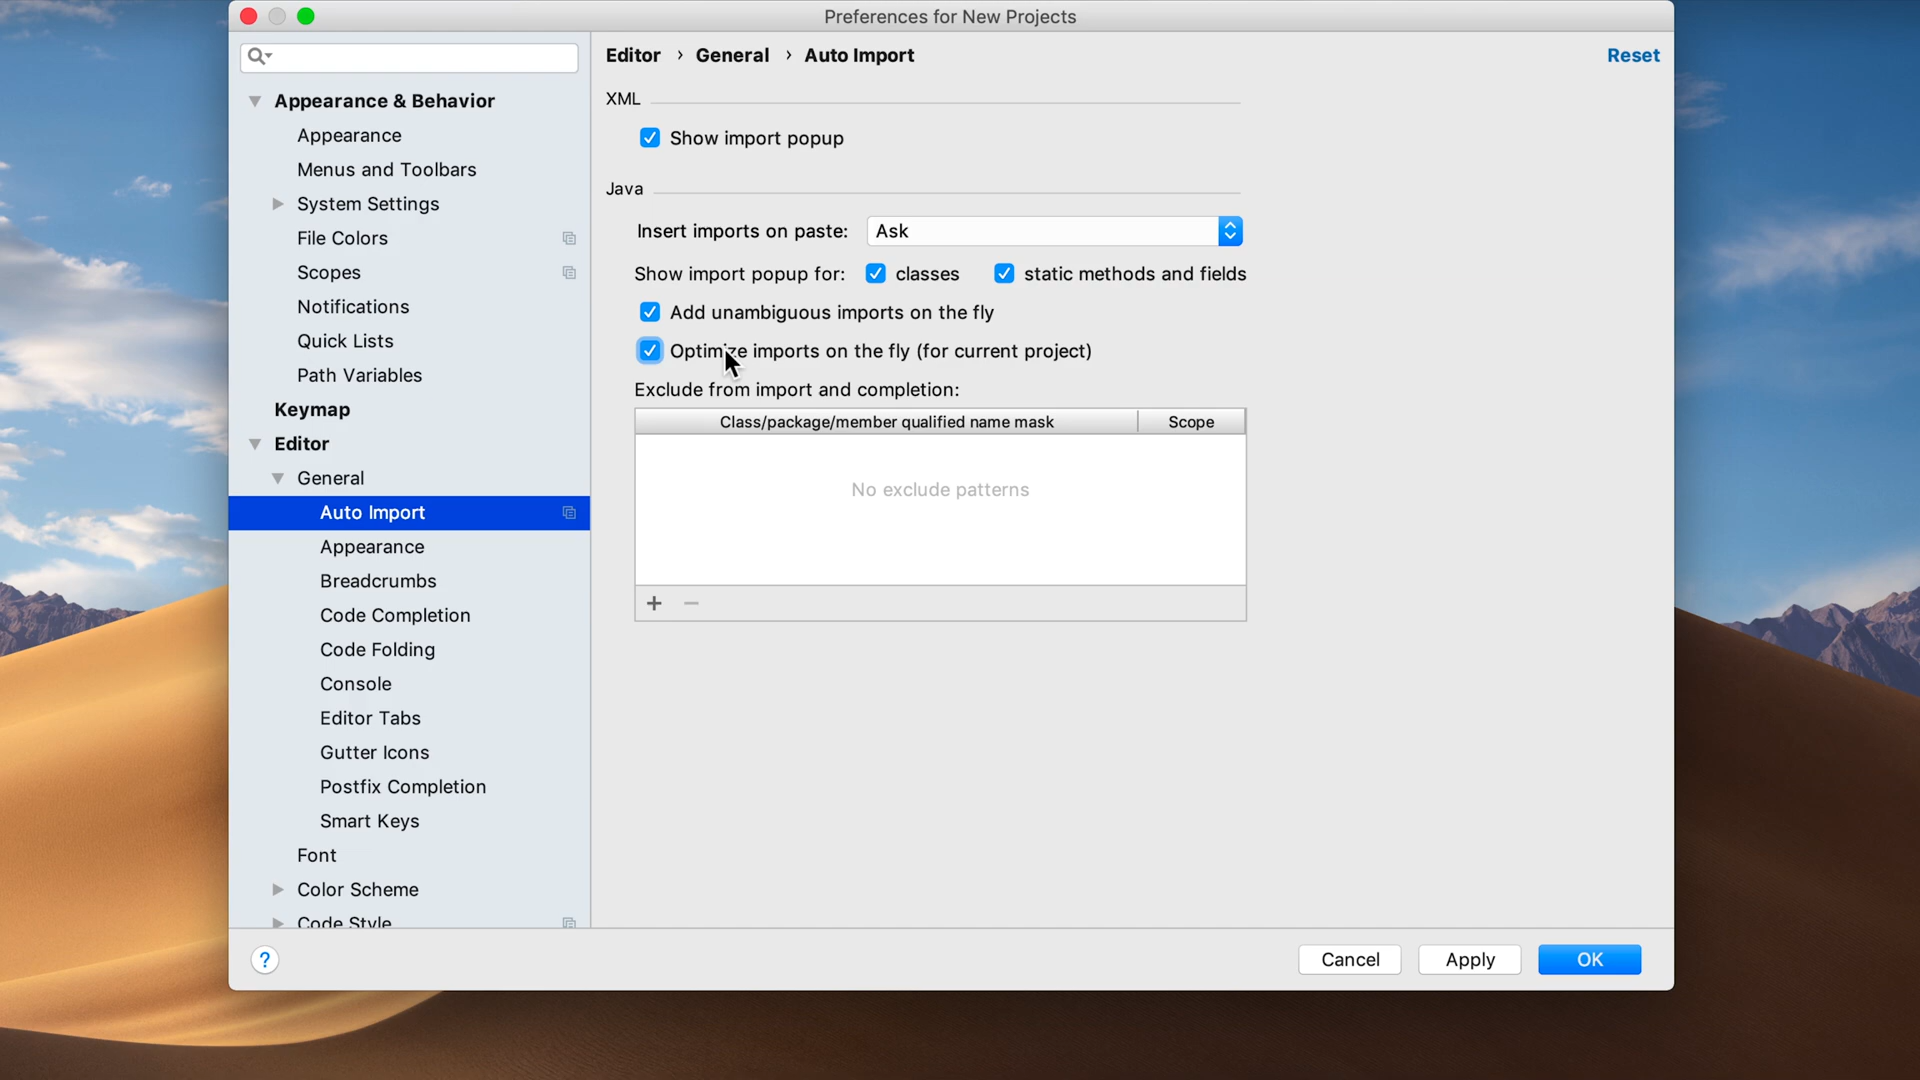 Preferences for New Projects
Appearance & Behavior
Appearance
Menus and Toolbars
System Settings
File Colors
Scopes
Notifications
Quick Lists
Path Variables
Keymap
Editor
General
Auto Import
Appearance
Breadcrumbs
Code Completion
Code Folding
Console
Editor Tabs
Gutter Icons
Postfix Completion
Smart Keys
Font
Color Scheme
Code Style
Editor › General › Auto Import
Reset
XML
Show import popup
Java
Insert imports on paste: Ask
Show import popup for: classes static methods and fields
Add unambiguous imports on the fly
Optimize imports on the fly (for current project)
Exclude from import and completion:
Class/package/member qualified name mask Scope
No exclude patterns
+ −
? Cancel Apply OK